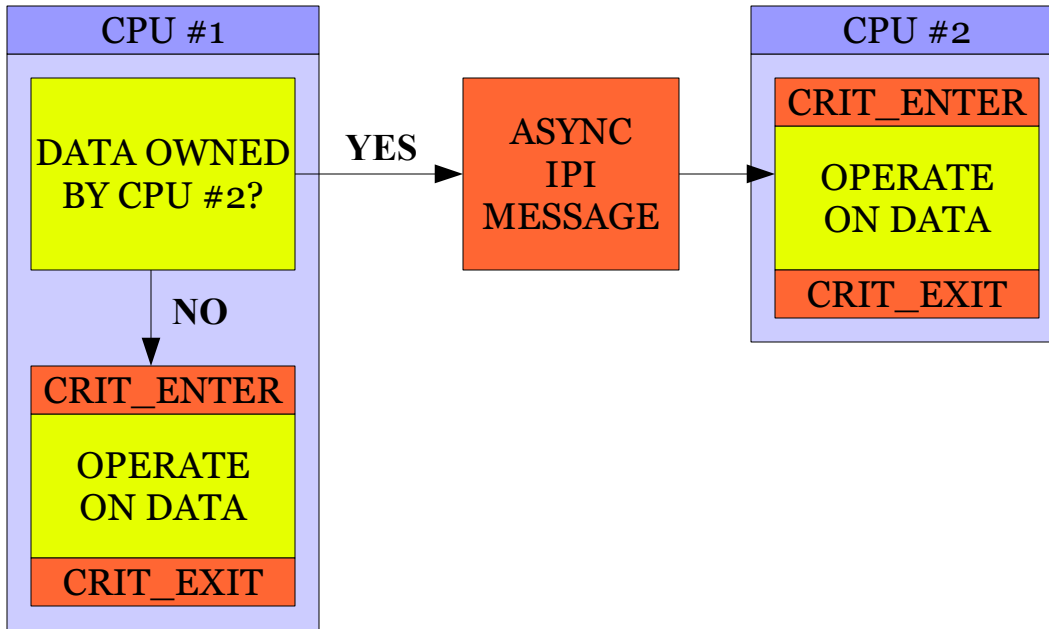 CPU #1
DATA OWNED
BY CPU #2?
YES
ASYNC
IPI
MESSAGE
CPU #2
CRIT_ENTER
OPERATE
ON DATA
CRIT_EXIT
NO
CRIT_ENTER
OPERATE
ON DATA
CRIT_EXIT